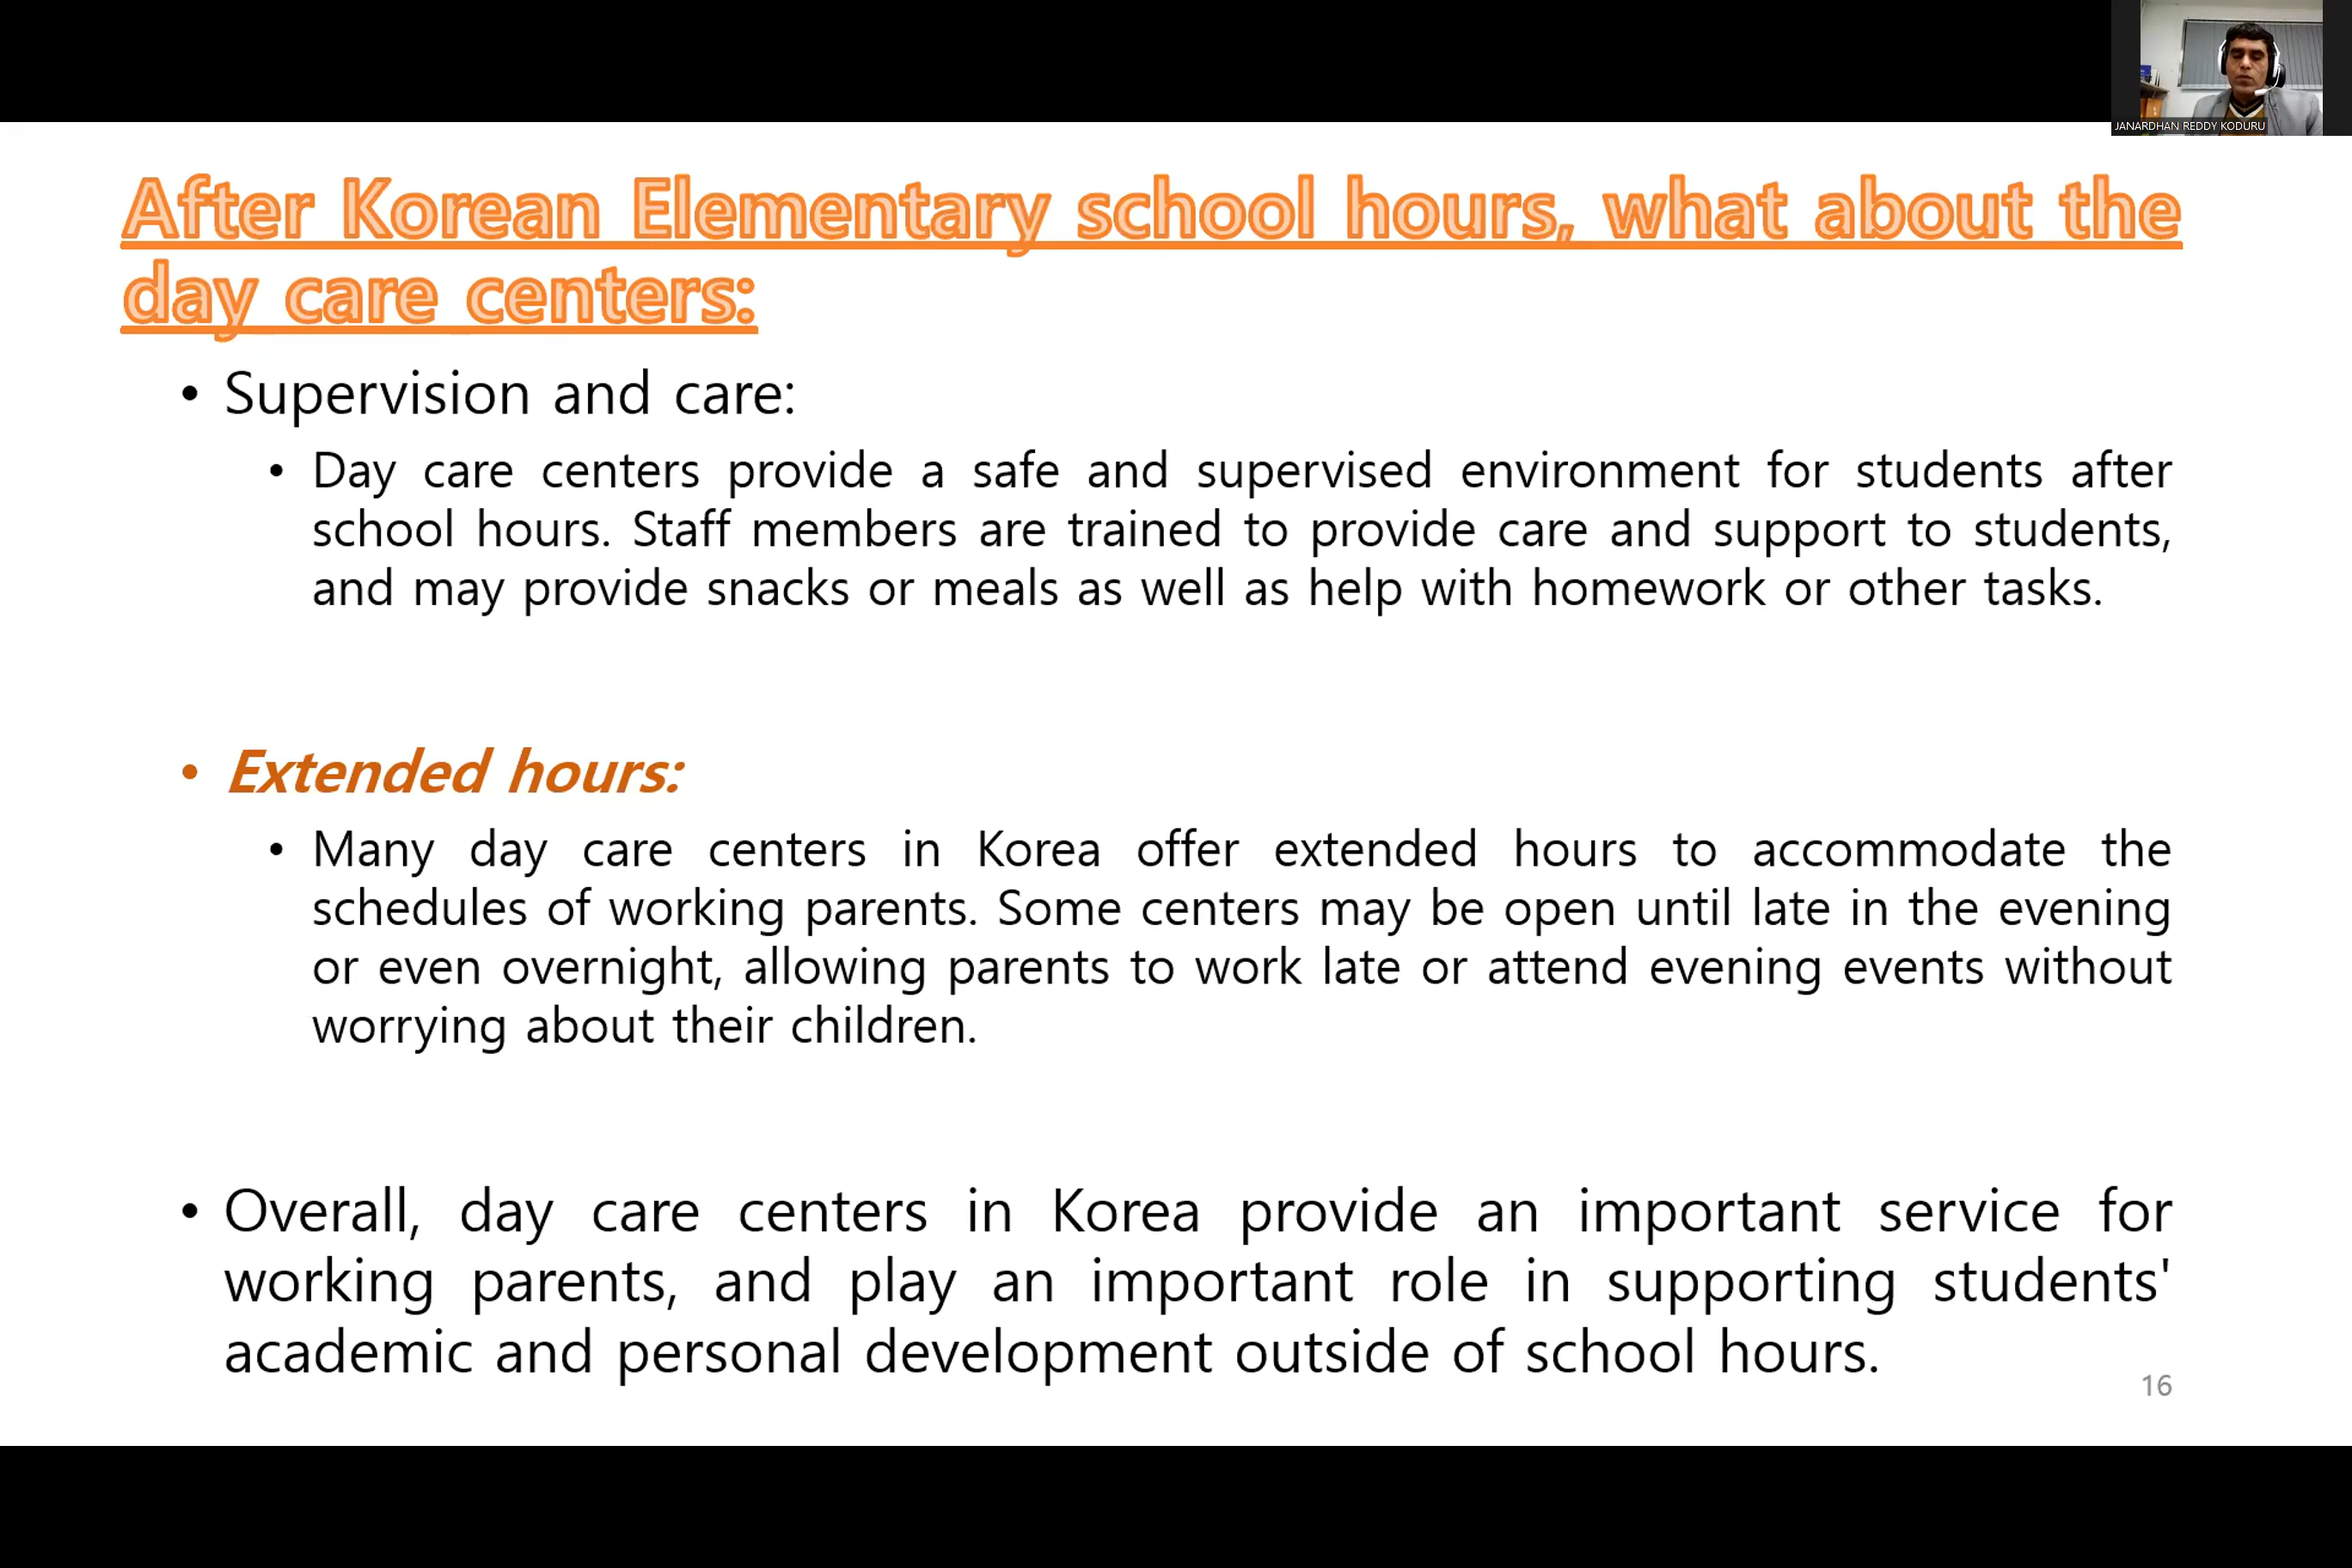 JANARDHAN REDDY KODURU
After Korean Elementary school hours, what about the
day care centers:
• Supervision and care:
• Day care centers provide a safe and supervised environment for students after
school hours. Staff members are trained to provide care and support to students,
and may provide snacks or meals as well as help with homework or other tasks.
• Extended hours:
• Many day care centers in Korea offer extended hours to accommodate the
schedules of working parents. Some centers may be open until late in the evening
or even overnight, allowing parents to work late or attend evening events without
worrying about their children.
• Overall, day care centers in Korea provide an important service for
working parents, and play an important role in supporting students'
academic and personal development outside of school hours.
16